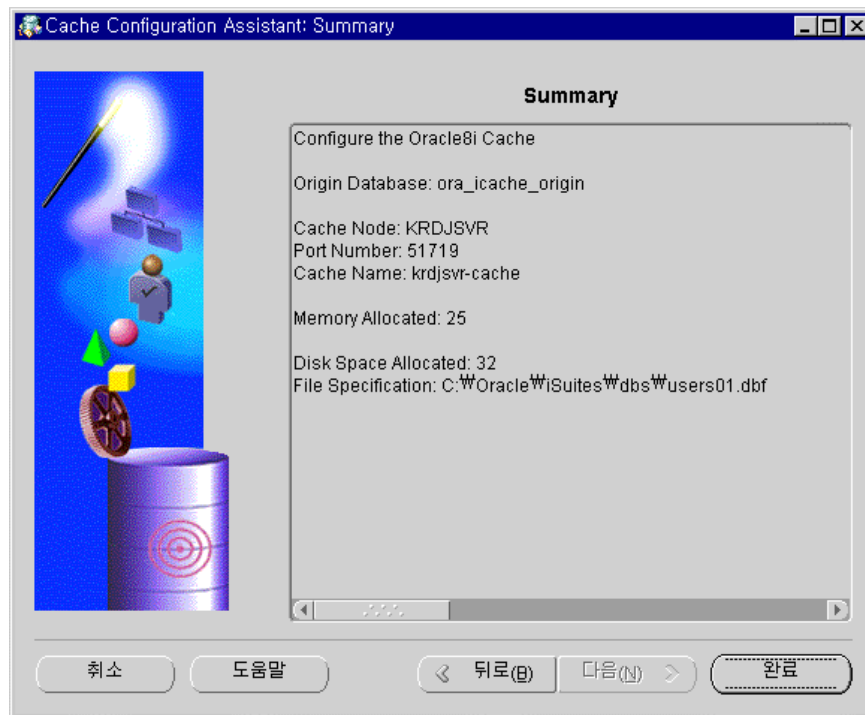 Cache Configuration Assistant: Summary
Summary
Configure the Oracle8i Cache
Origin Database: ora_icache_origin
Cache Node: KRDJSVR
Port Number: 51719
Cache Name: krdjsvr-cache
Memory Allocated: 25
Disk Space Allocated: 32
File Specification: C:₩Oracle₩iSuites₩dbs₩users01.dbf
취소 도움말 뒤로(B) 다음(N) 완료